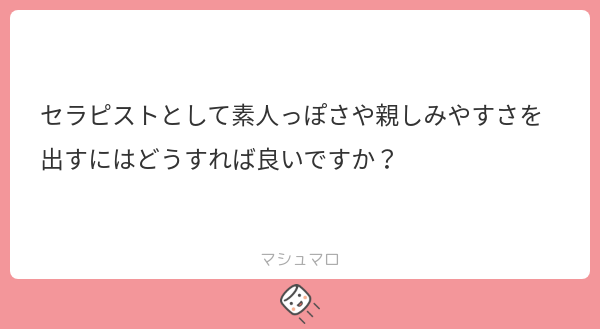 セラピストとして素人っぽさや親しみやすさを
出すにはどうすれば良いですか？
マシュマロ